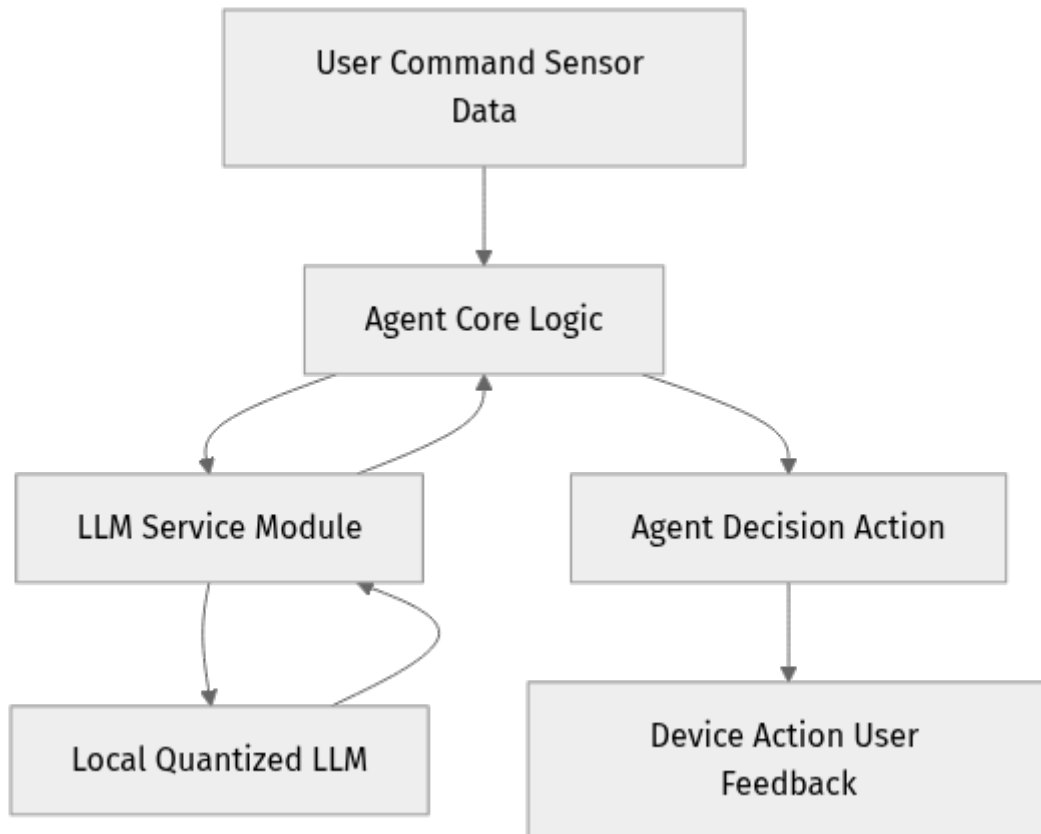 User Command Sensor
Data
Agent Core Logic
LLM Service Module
Agent Decision Action
Local Quantized LLM
Device Action User
Feedback